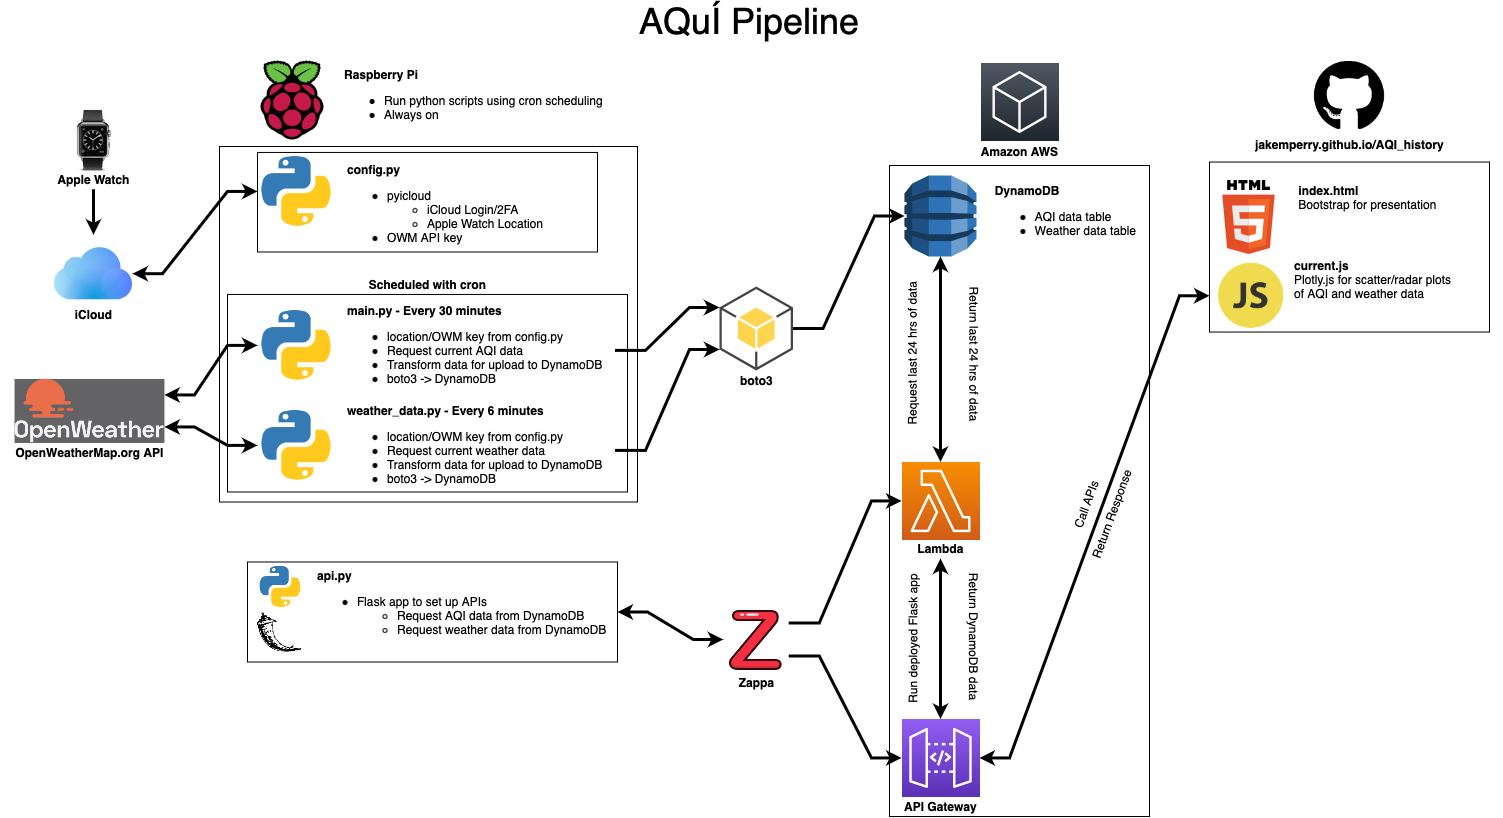 AQuÍ Pipeline
Raspberry Pi
Run python scripts using cron scheduling
Always on
Apple Watch
iCloud
config.py
pyicloud
iCloud Login/2FA
Apple Watch Location
OWM API key
Scheduled with cron
main.py - Every 30 minutes
location/OWM key from config.py
Request current AQI data
Transform data for upload to DynamoDB
boto3 -> DynamoDB
weather_data.py - Every 6 minutes
location/OWM key from config.py
Request current weather data
Transform data for upload to DynamoDB
boto3 -> DynamoDB
OpenWeather
OpenWeatherMap.org API
boto3
api.py
Flask app to set up APIs
Request AQI data from DynamoDB
Request weather data from DynamoDB
Z
Zappa
Amazon AWS
DynamoDB
AQI data table
Weather data table
Request last 24 hrs of data
Return last 24 hrs of data
Lambda
Run deployed Flask app
Return DynamoDB data
</>
API Gateway
Call APIs
Return Response
jakemperry.github.io/AQI_history
HTML
5
index.html
Bootstrap for presentation
JS
current.js
Plotly.js for scatter/radar plots
of AQI and weather data